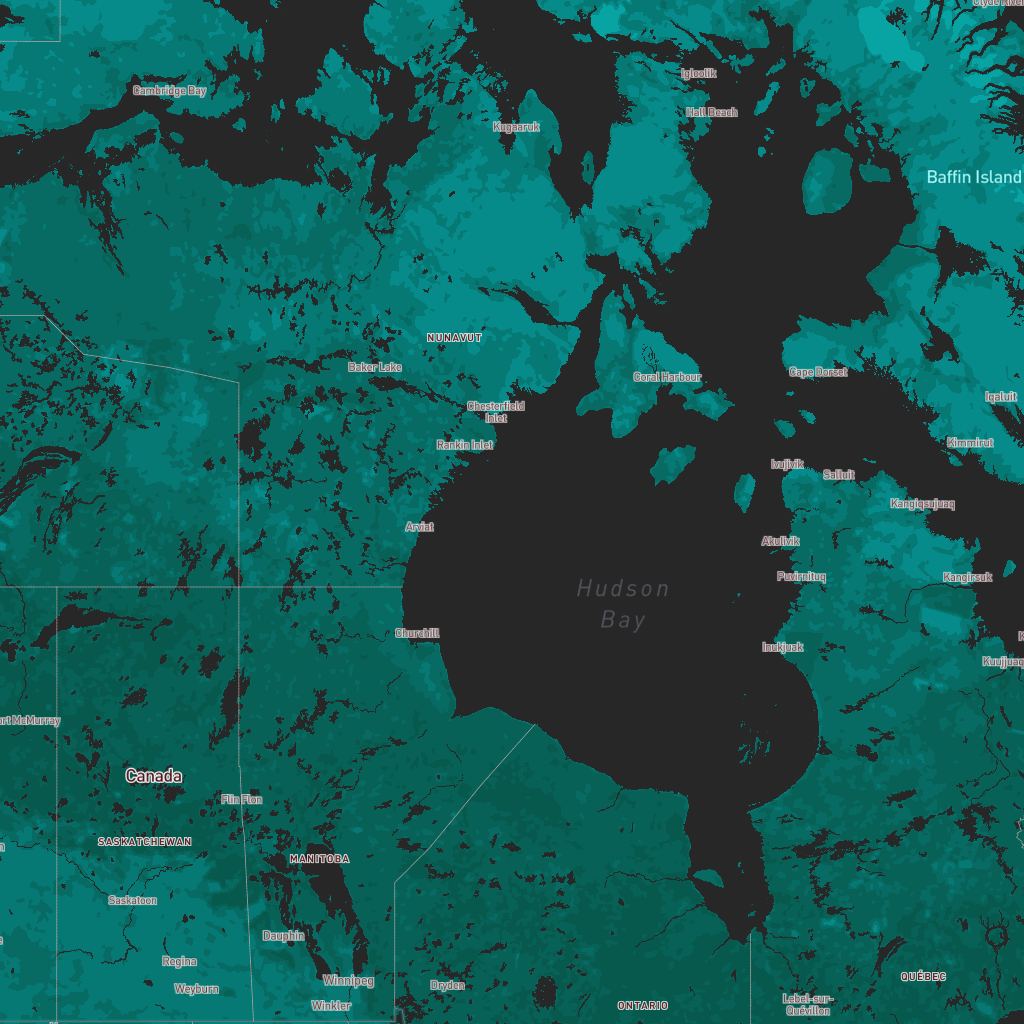 Clyde River
Igloolik
Cambridge Bay
Hall Beach
Kugaaruk
Baffin Island
NUNAVUT
Baker Lake
Cape Dorset
Coral Harbour
Iqaluit
Chesterfield
Inlet
Rankin Inlet
Kimmirut
Ivujivik
Salluit
Kangiqsujuaq
Arviat
Akulivik
Puvirnituq
Kangirsuk
Hudson
Bay
Churchill
Inukjuak
Kuujjuaq
ort McMurray
Canada
Flin Flon
SASKATCHEWAN
MANITOBA
Saskatoon
Dauphin
Regina
QUÉBEC
Winnipeg
Weyburn
Dryden
Lebel-sur-
Quévillon
Winkler
ONTARIO